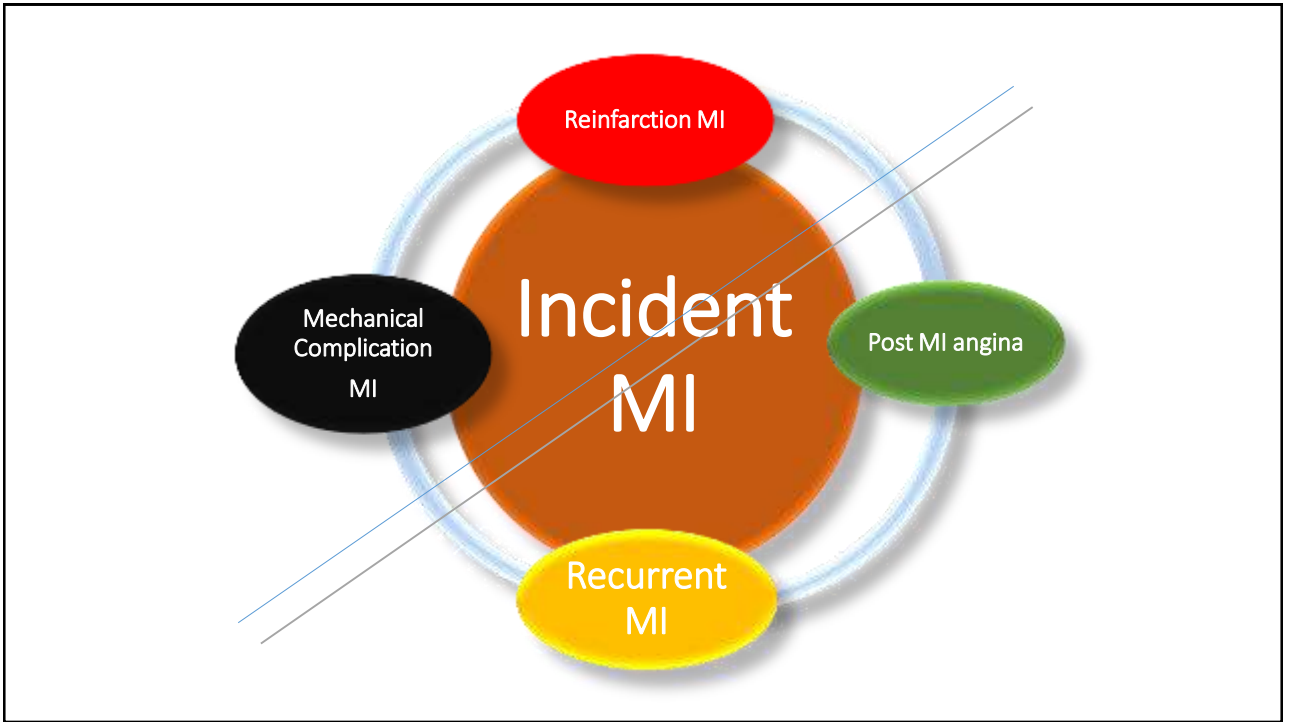 Reinfarction MI
Incident
MI
Mechanical
Complication
MI
Post MI angina
Recurrent
MI